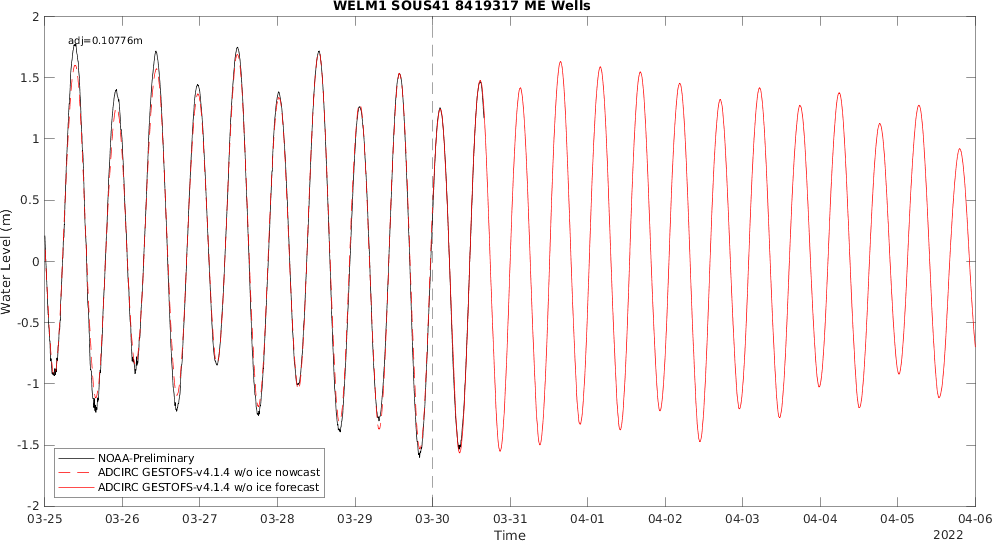 WELM1 SOUS41 8419317 ME Wells
adj=0.10776m
2
1.5
1
0.5
0
-0.5
-1
-1.5
-2
Water Level (m)
NOAA-Preliminary
ADCIRC GESTOFS-v4.1.4 w/o ice nowcast
ADCIRC GESTOFS-v4.1.4 w/o ice forecast
03-25 03-26 03-27 03-28 03-29 03-30 03-31 04-01 04-02 04-03 04-04 04-05 04-06
Time
2022